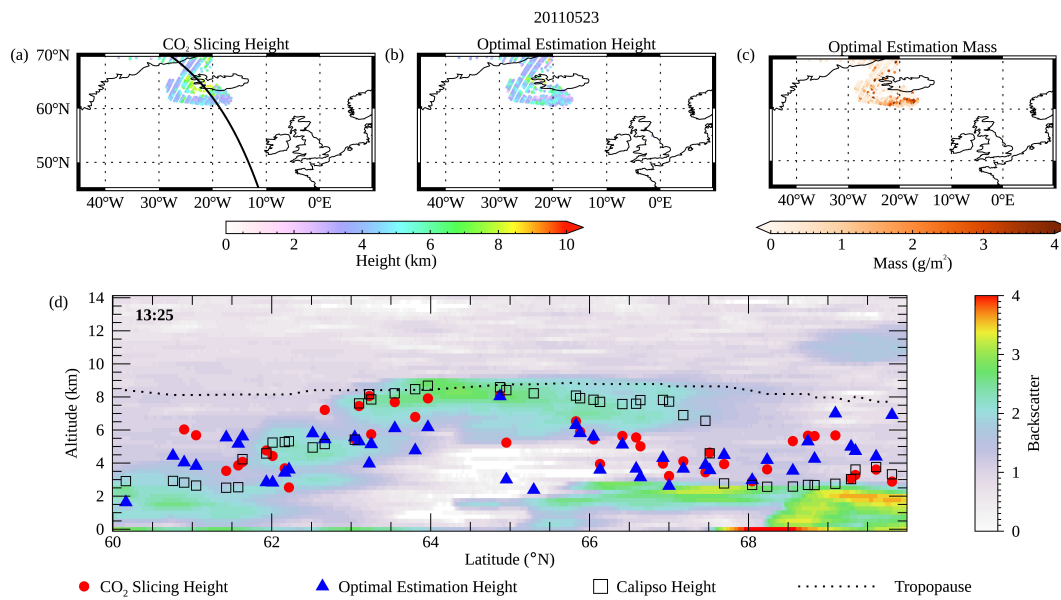 20110523
(a) CO₂ Slicing Height
(b) Optimal Estimation Height
(c) Optimal Estimation Mass
70°N
60°N
50°N
40°W 30°W 20°W 10°W 0°E
40°W 30°W 20°W 10°W 0°E
70°N
60°N
50°N
40°W 30°W 20°W 10°W 0°E
0 2 4 6 8 10
Height (km)
0 1 2 3 4
Mass (g/m²)
(d)
13:25
Altitude (km)
14
12
10
8
6
4
2
0
60 62 64 66 68
Latitude (°N)
4
3
2
1
0
Backscatter
CO₂ Slicing Height Optimal Estimation Height Calipso Height Tropopause